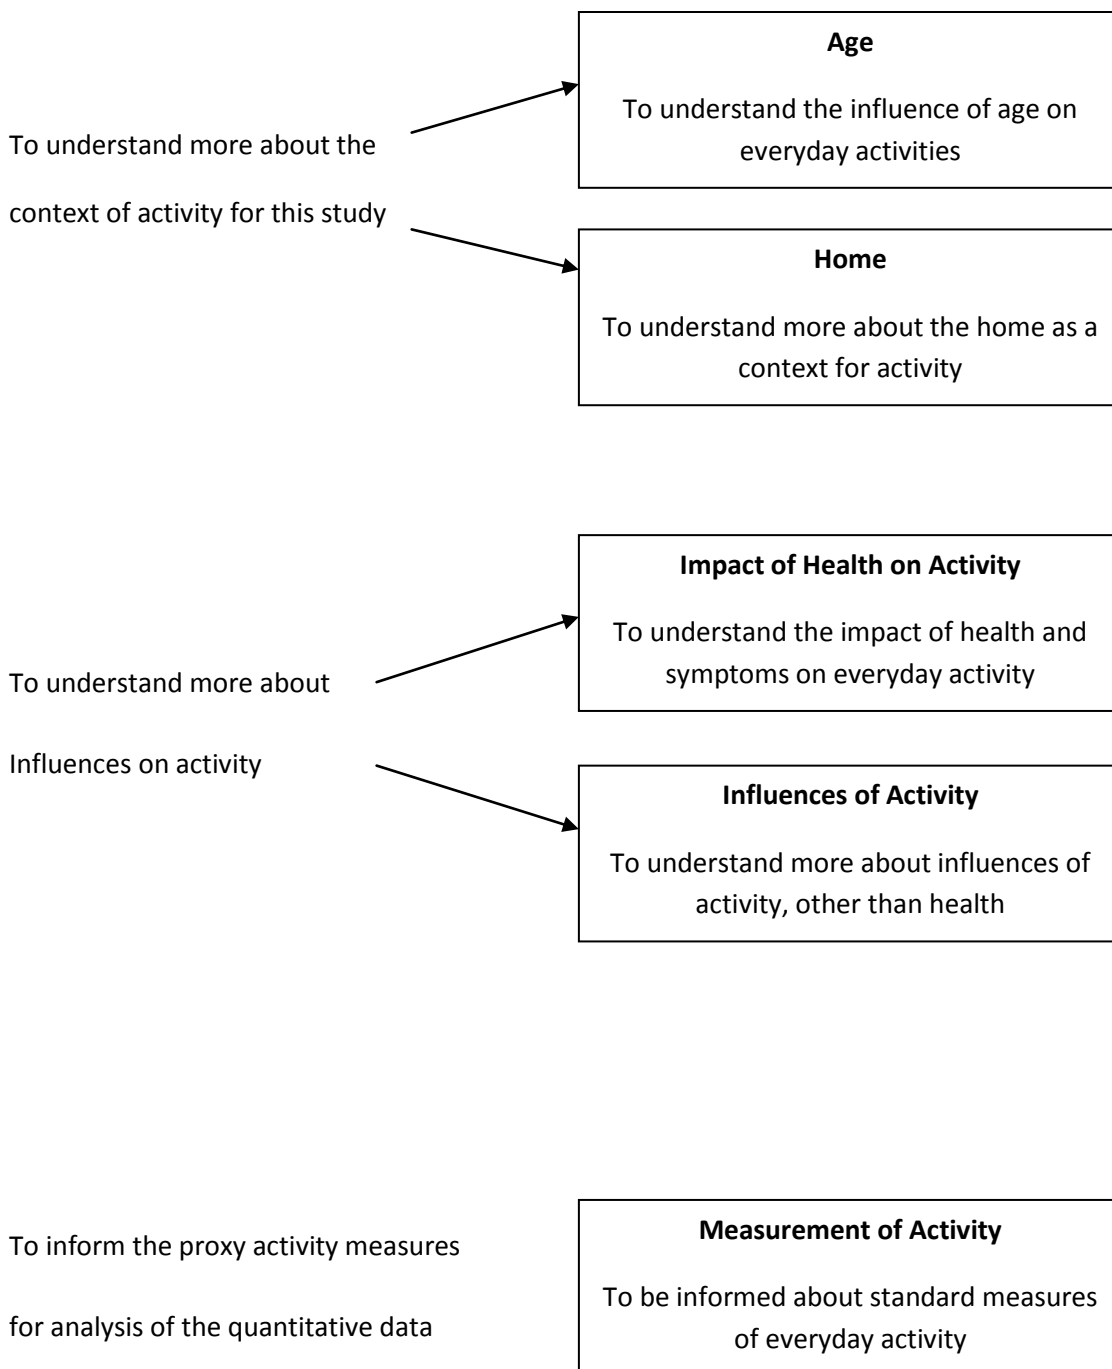 To understand more about the
context of activity for this study
Age
To understand the influence of age on
everyday activities
Home
To understand more about the home as a
context for activity
To understand more about
Influences on activity
Impact of Health on Activity
To understand the impact of health and
symptoms on everyday activity
Influences of Activity
To understand more about influences of
activity, other than health
To inform the proxy activity measures
for analysis of the quantitative data
Measurement of Activity
To be informed about standard measures
of everyday activity